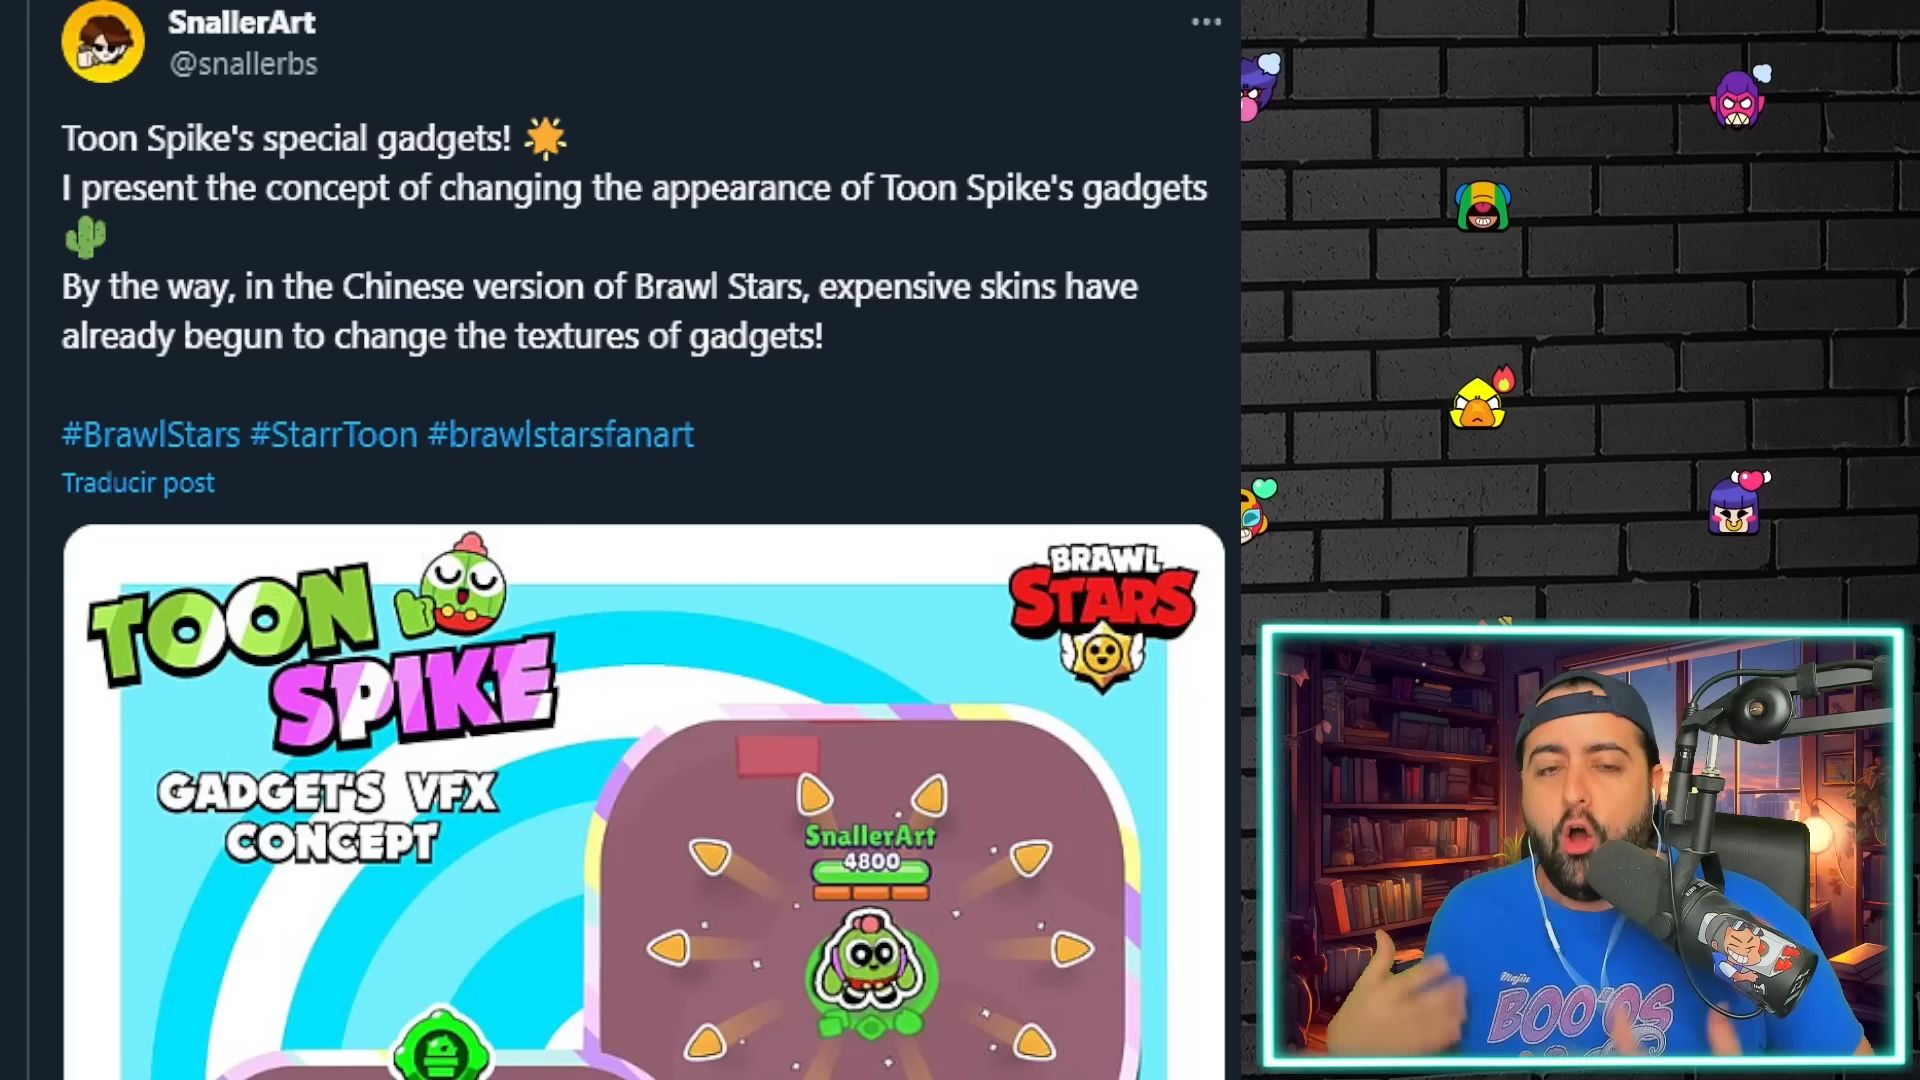 SnallerArt
@snallerbs
Toon Spike's special gadgets!
I present the concept of changing the appearance of Toon Spike's gadgets
By the way, in the Chinese version of Brawl Stars, expensive skins have
already begun to change the textures of gadgets!
#BrawlStars #StarrToon #brawlstarsfanart
Traducir post
TOON
SPIKE
GADGET'S VFX
CONCEPT
BRAWL
STARS
SnallerArt
4800
Majin
BOO'OS